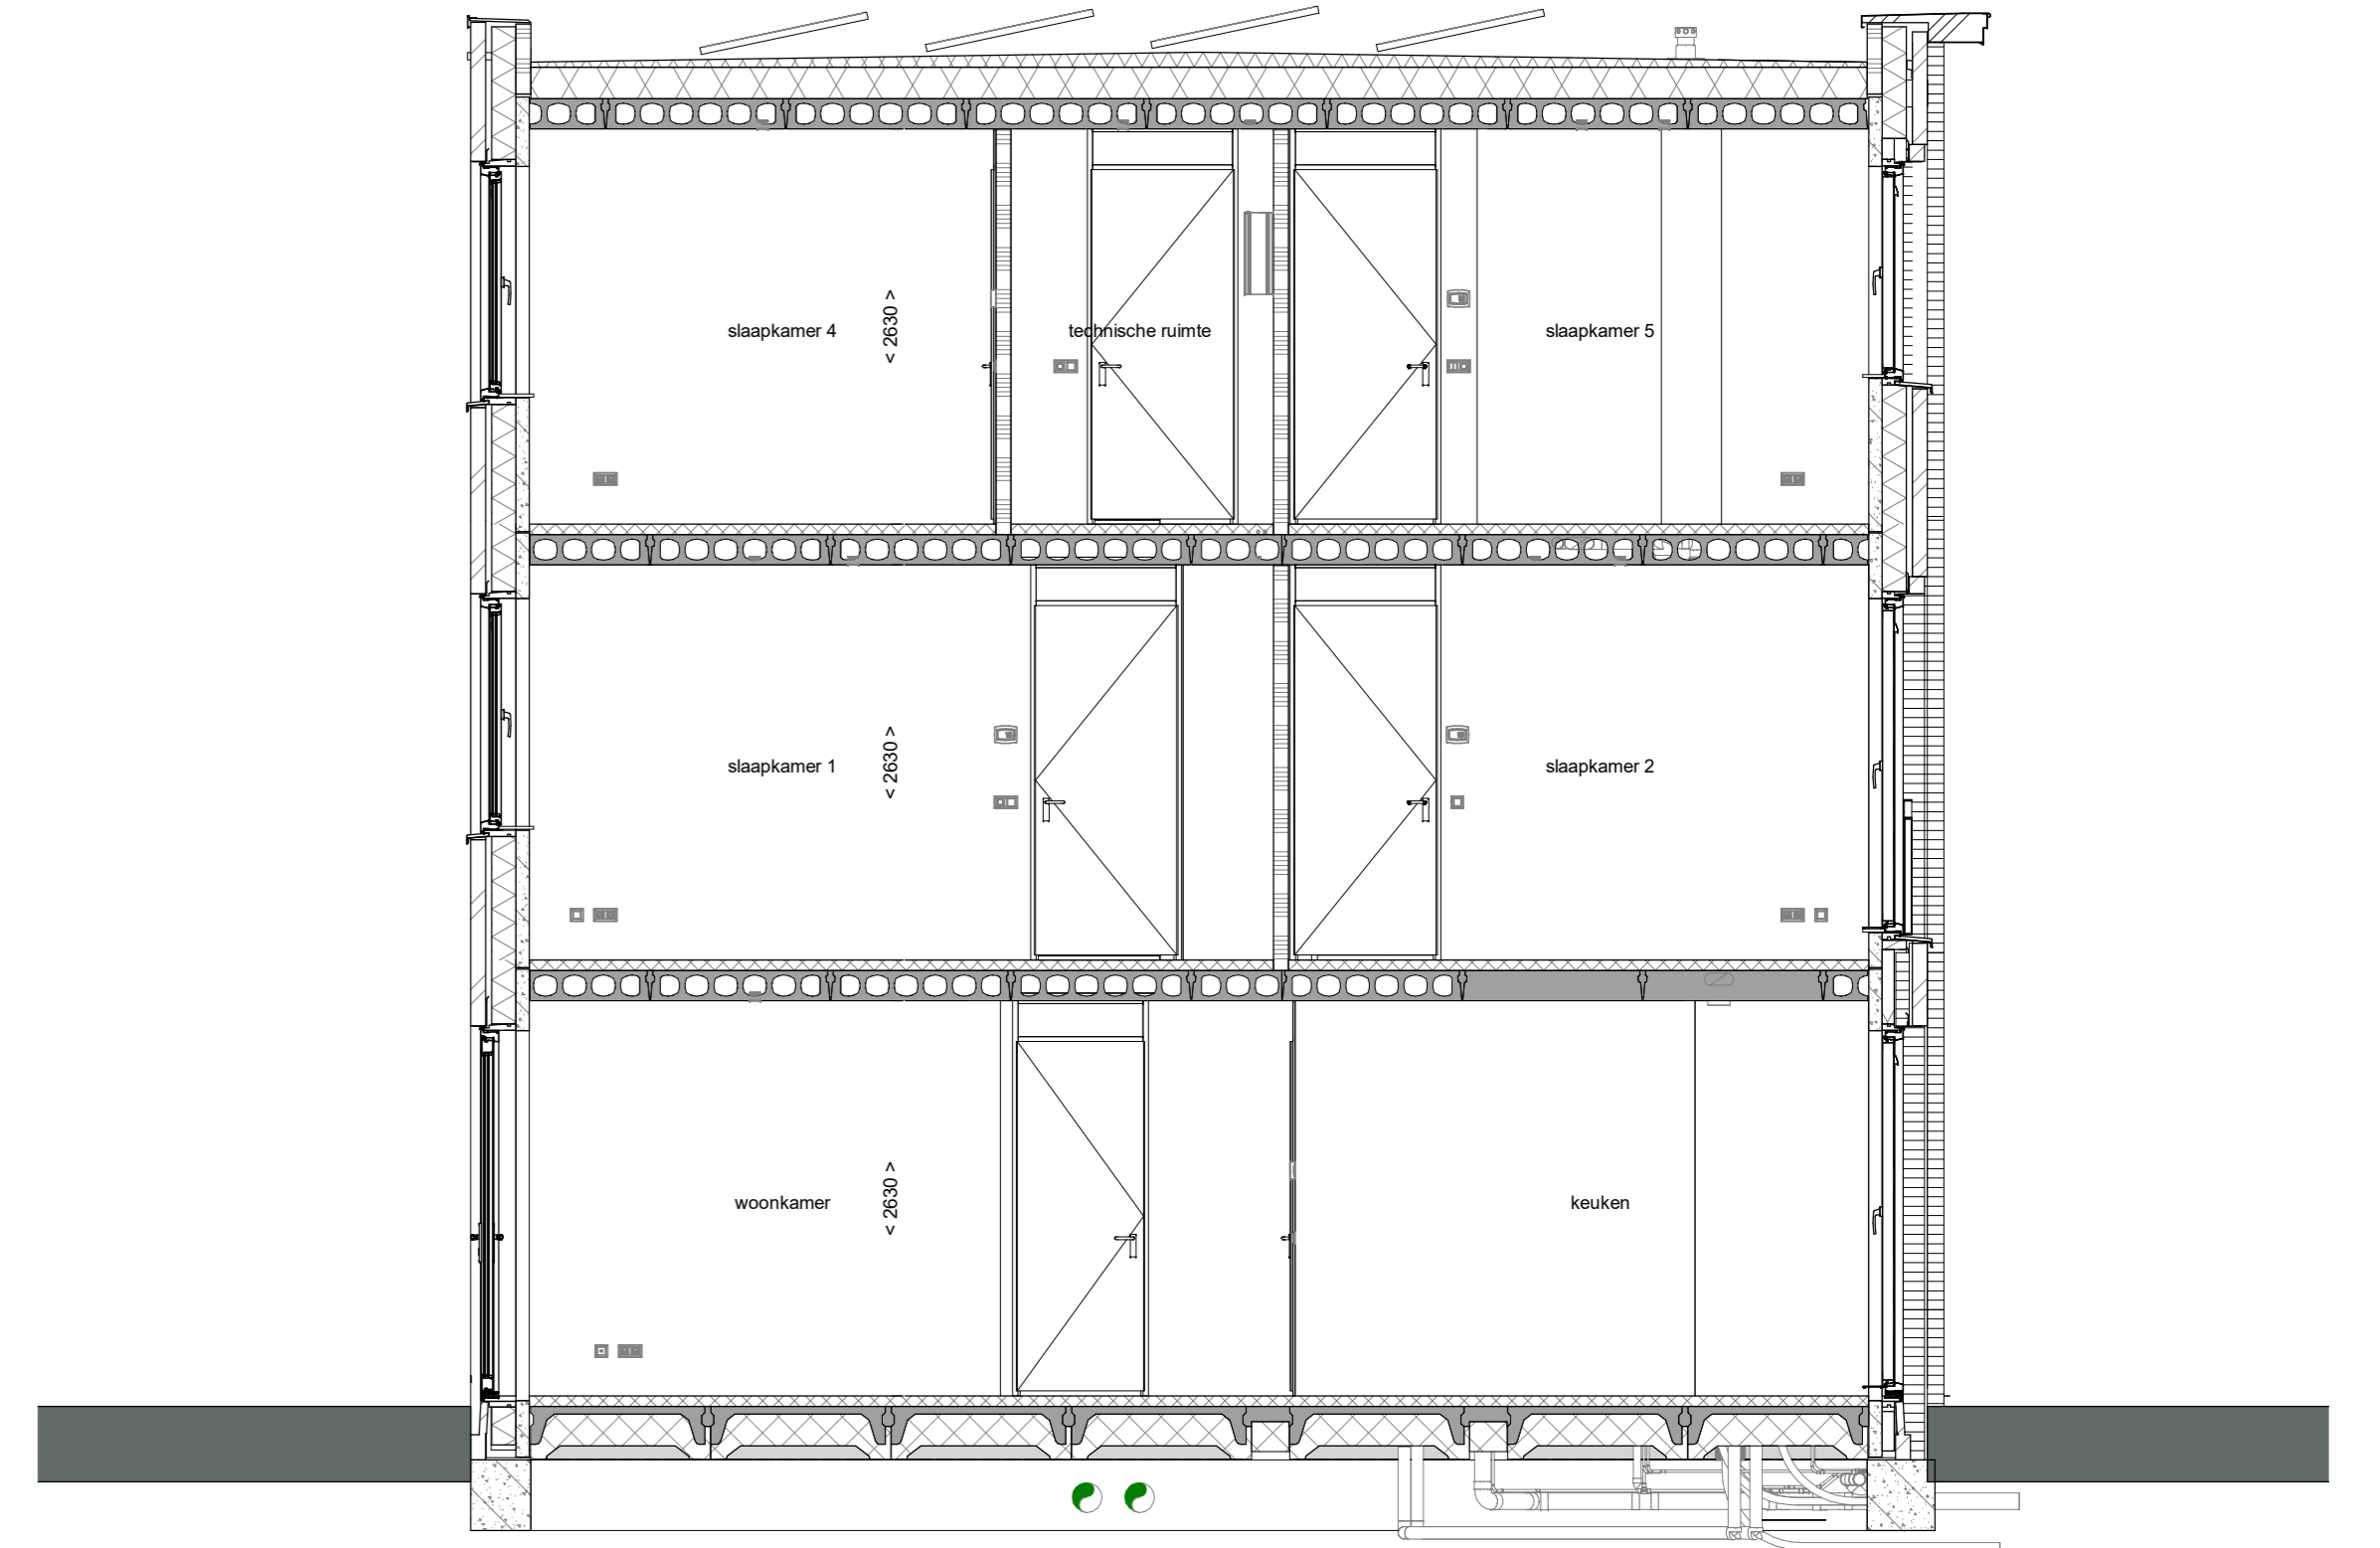 slaapkamer 4
< 2630 >
technische ruimte
slaapkamer 5
slaapkamer 1
< 2630 >
slaapkamer 2
woonkamer
< 2630 >
keuken